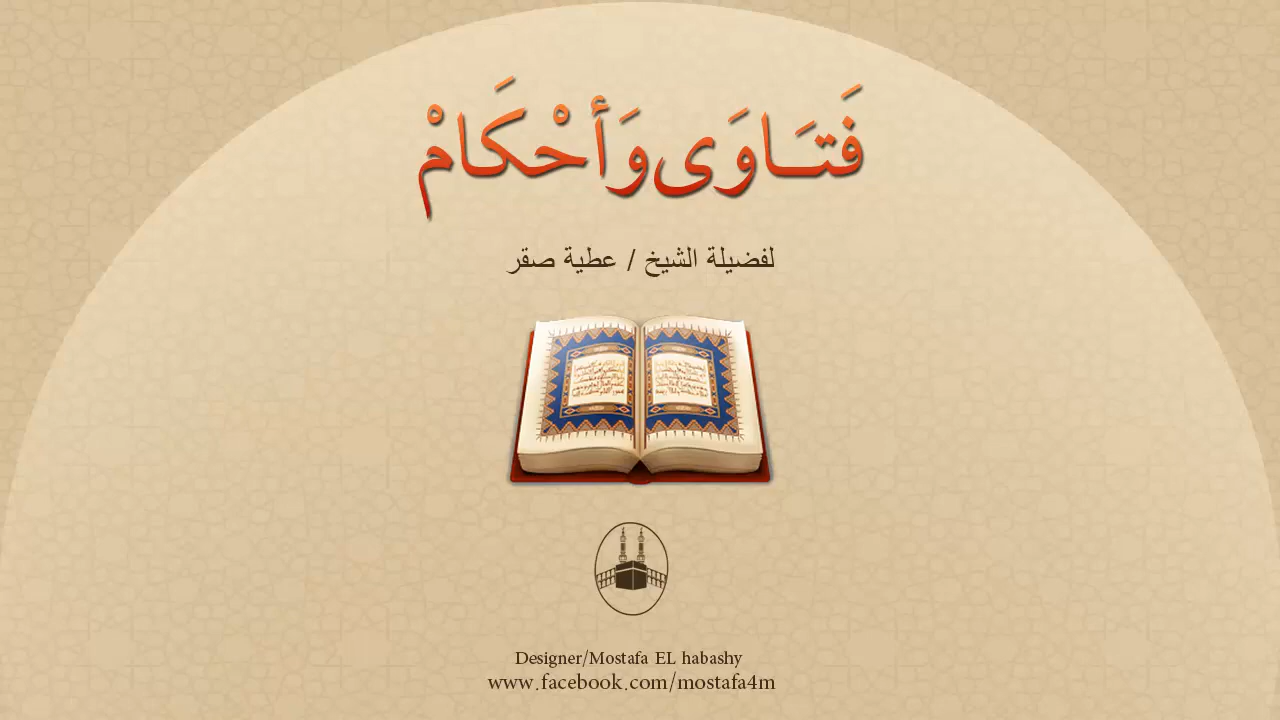 فَتَاوَى وَأَحْكَامْ
لفضيلة الشيخ / عطية صقر
Designer/Mostafa EL habashy
www.facebook.com/mostafa4m